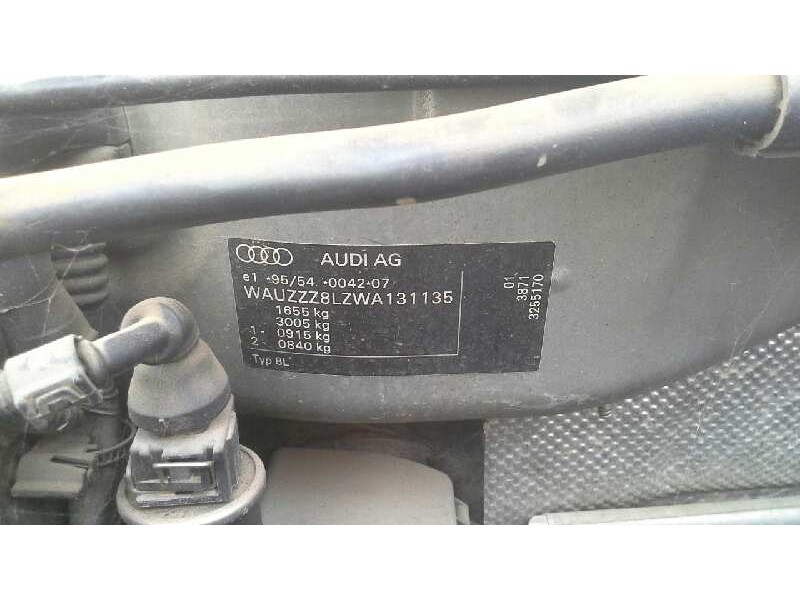 AUDI AG
e1 *95/54 *0042*07
WAUZZZ8LZWA131135
1655 kg
3005 kg
1- 0915 kg
2- 0840 kg
Typ 8L
01
3871
3255170